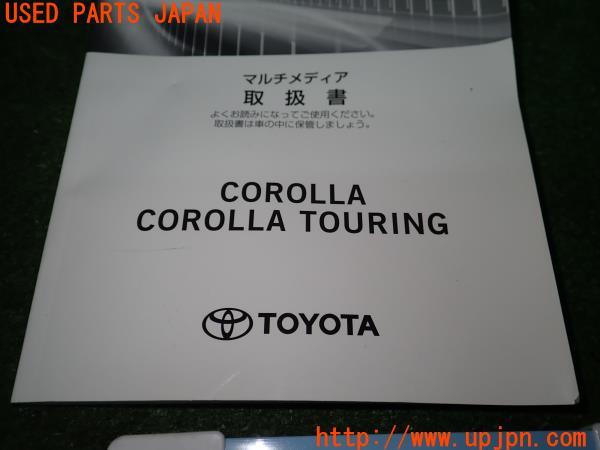 USED PARTS JAPAN
マルチメディア
取扱書
よくお読みになってご使用ください。
取扱書は車の中に保管しましょう。
COROLLA
COROLLA TOURING
TOYOTA
http://www.upjpn.com